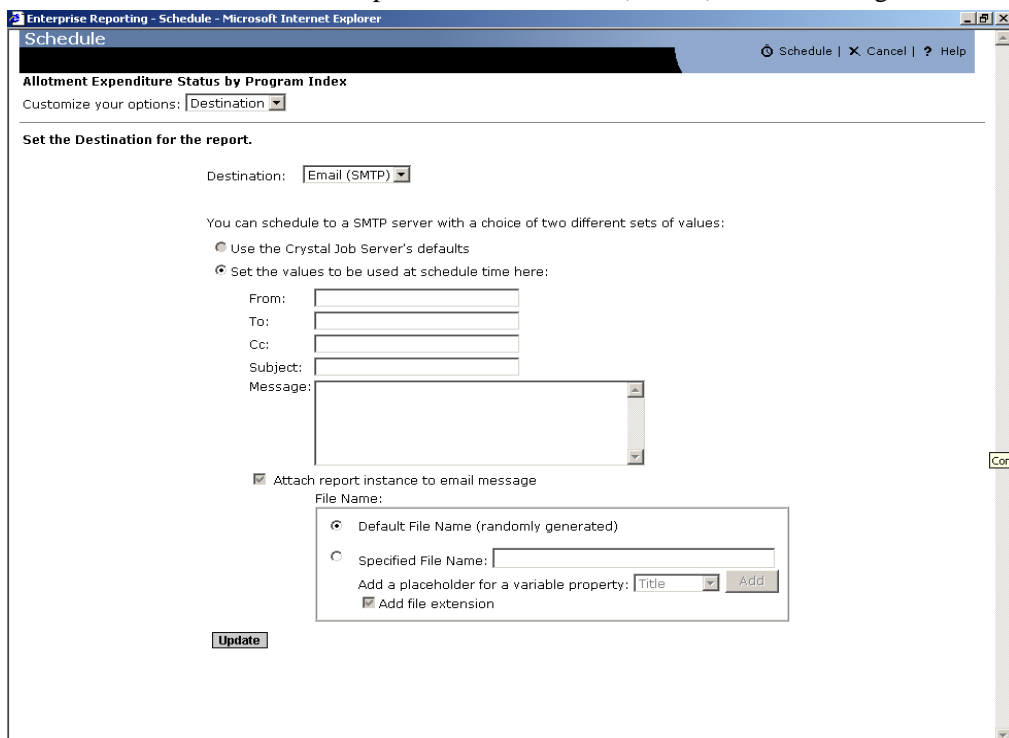 Enterprise Reporting - Schedule - Microsoft Internet Explorer
Schedule
Schedule | Cancel | ? Help
Allotment Expenditure Status by Program Index
Customize your options: Destination
Set the Destination for the report.
Destination: Email (SMTP)
You can schedule to a SMTP server with a choice of two different sets of values:
Use the Crystal Job Server's defaults
Set the values to be used at schedule time here:
From:
To:
Cc:
Subject:
Message:
Cor
Attach report instance to email message
File Name:
Default File Name (randomly generated)
Specified File Name:
Add a placeholder for a variable property: Title Add
Add file extension
Update